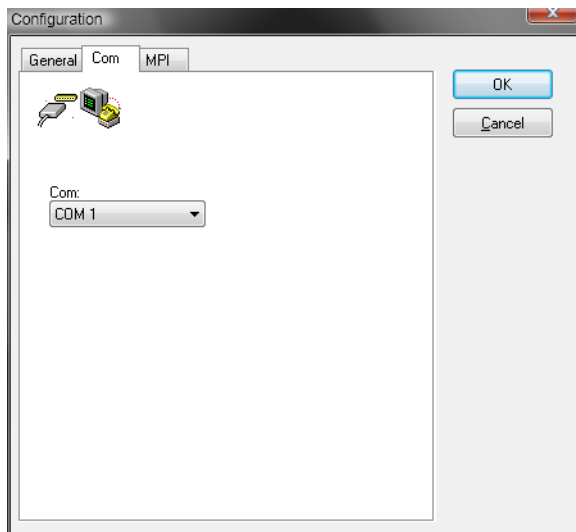 Configuration
General Com MPI
OK
Cancel
Com:
COM 1